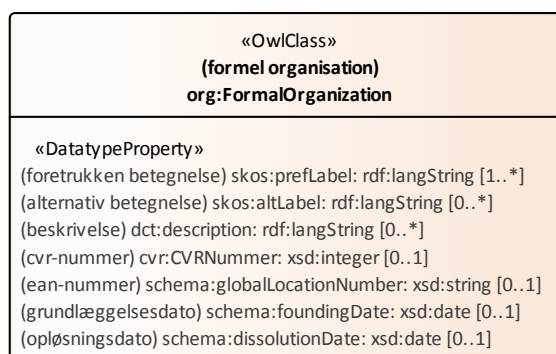 «OwlClass»
(formel organisation)
org:FormalOrganization
«DatatypeProperty»
(foretrukken betegnelse) skos:prefLabel: rdf:langString [1..*]
(alternativ betegnelse) skos:altLabel: rdf:langString [0..*]
(beskrivelse) dct:description: rdf:langString [0..*]
(cvr-nummer) cvr:CVRNummer: xsd:integer [0..1]
(ean-nummer) schema:globalLocationNumber: xsd:string [0..1]
(grundlæggelsesdato) schema:foundingDate: xsd:date [0..1]
(opløsningsdato) schema:dissolutionDate: xsd:date [0..1]